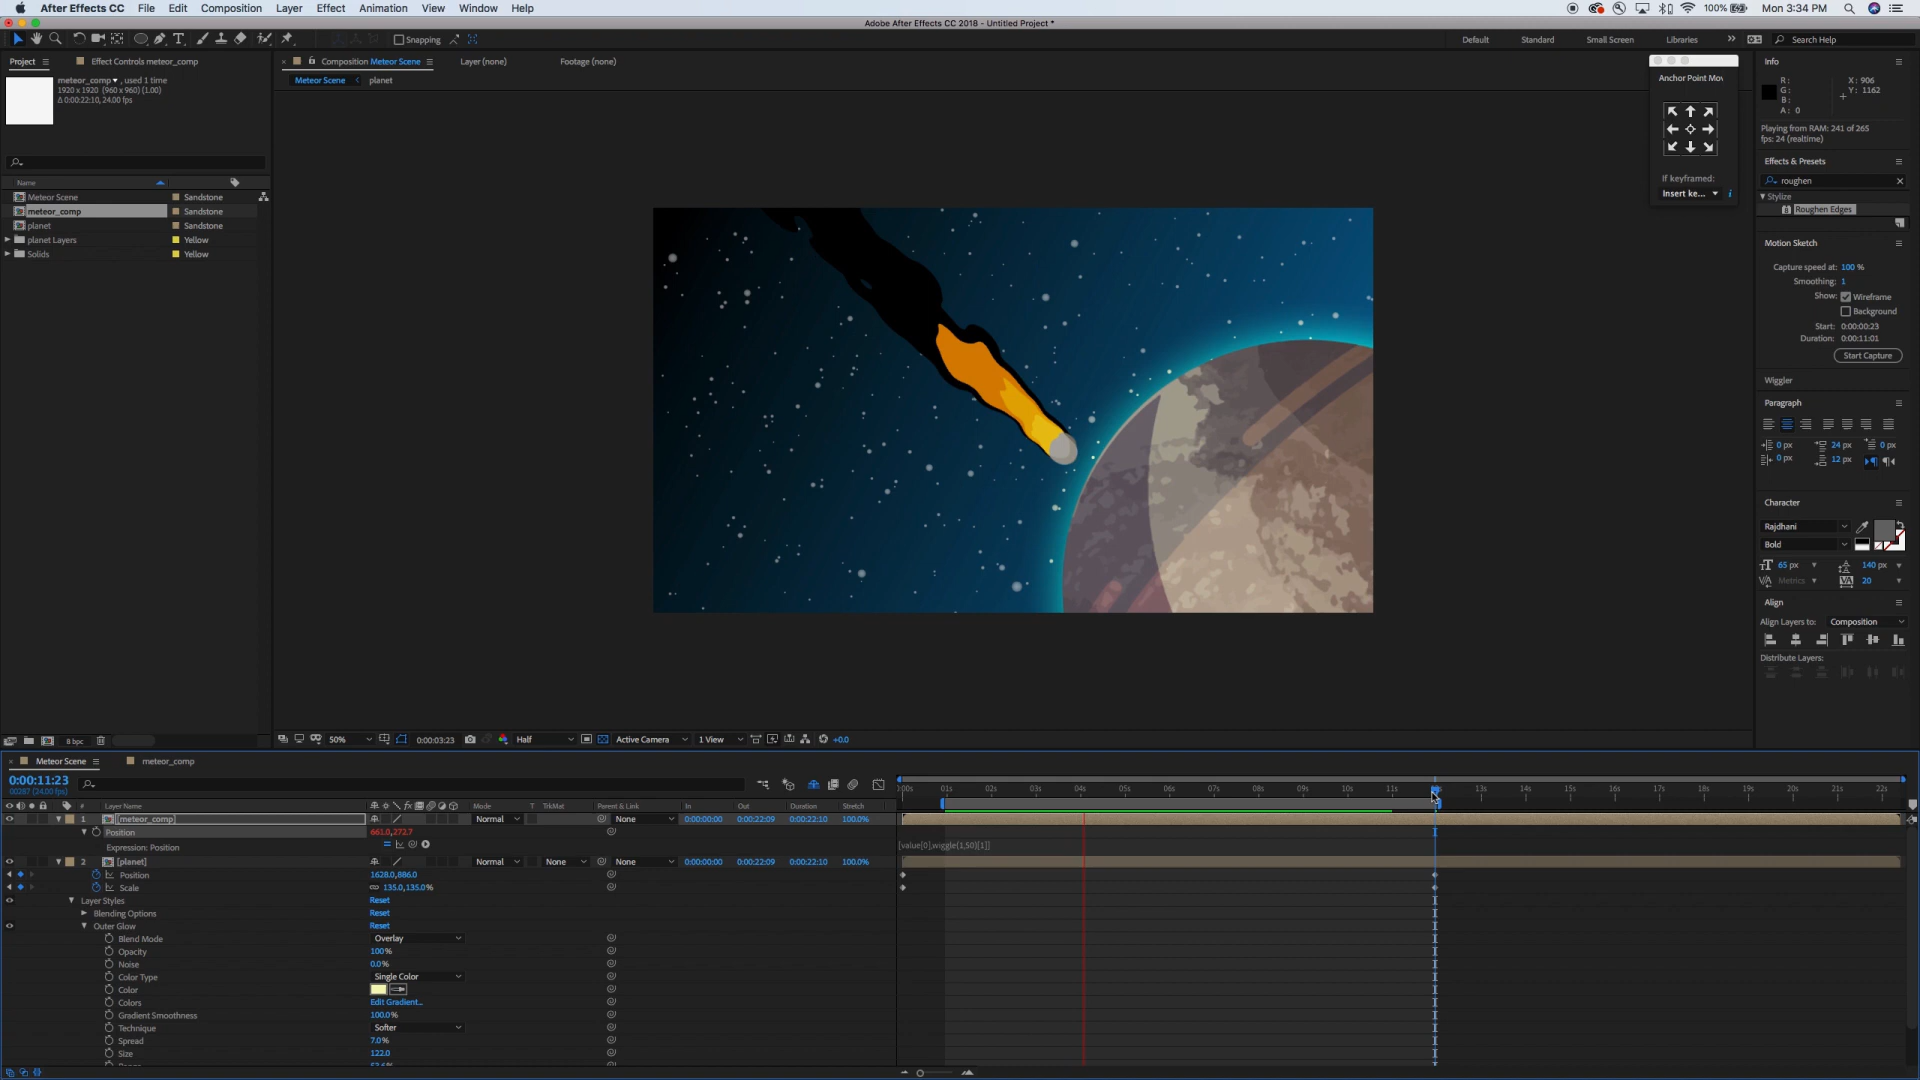 After Effects CC File Edit Composition Layer Effect Animation View Window Help 100% Mon 3:34 PM
Adobe After Effects CC 2018 - Untitled Project *
Snapping Default Standard Small Screen Libraries Search Help
Project Effect Controls meteor_comp
meteor_comp , used 1 time
1920 x 1920 (960 x 960) (1.00)
Δ 0:00:22:10, 24.00 fps
Name
Meteor Scene Sandstone
meteor_comp Sandstone
planet Sandstone
planet Layers Yellow
Solids Yellow
8 bpc
Composition Meteor Scene Layer (none) Footage (none)
Meteor Scene planet
50% 0:00:03:23 Half Active Camera 1 View +0.0
Anchor Point Mov
If keyframed:
Insert ke...
Info
R : X : 906
G : Y : 1162
B :
A : 0
Playing from RAM: 241 of 265
fps: 24 (realtime)
Effects & Presets
roughen
Stylize
Roughen Edges
Motion Sketch
Capture speed at: 100 %
Smoothing: 1
Show: Wireframe
Background
Start: 0:00:00:23
Duration: 0:00:11:01
Start Capture
Wiggler
Paragraph
0 px 24 px 0 px
0 px 12 px
Character
Rajdhani
Bold
65 px 140 px
Metrics 20
Align
Align Layers to: Composition
Distribute Layers:
Meteor Scene meteor_comp
0:00:11:23
00287 (24.00 fps)
:00s 01s 02s 03s 04s 05s 06s 07s 08s 09s 10s 11s 13s 14s 15s 16s 17s 18s 19s 20s 21s 22s
# Layer Name Mode T TrkMat Parent & Link In Out Duration Stretch
1 [meteor_comp] Normal None 0:00:00:00 0:00:22:09 0:00:22:10 100.0%
Position 661.0,272.7
Expression: Position [value[0],wiggle(1,50)[1]]
2 [planet] Normal None None 0:00:00:00 0:00:22:09 0:00:22:10 100.0%
Position 1628.0,886.0
Scale 135.0,135.0%
Layer Styles Reset
Blending Options Reset
Outer Glow Reset
Blend Mode Overlay
Opacity 100%
Noise 0.0%
Color Type Single Color
Color
Colors Edit Gradient...
Gradient Smoothness 100.0%
Technique Softer
Spread 7.0%
Size 122.0